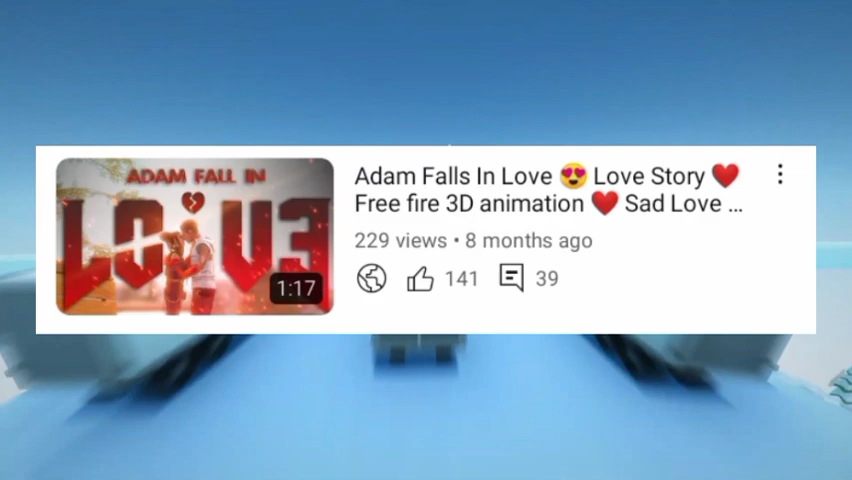 ADAM FALL IN
LOV3
1:17
Adam Falls In Love 😍 Love Story ❤️
Free fire 3D animation ❤️ Sad Love ...
229 views • 8 months ago
141 39